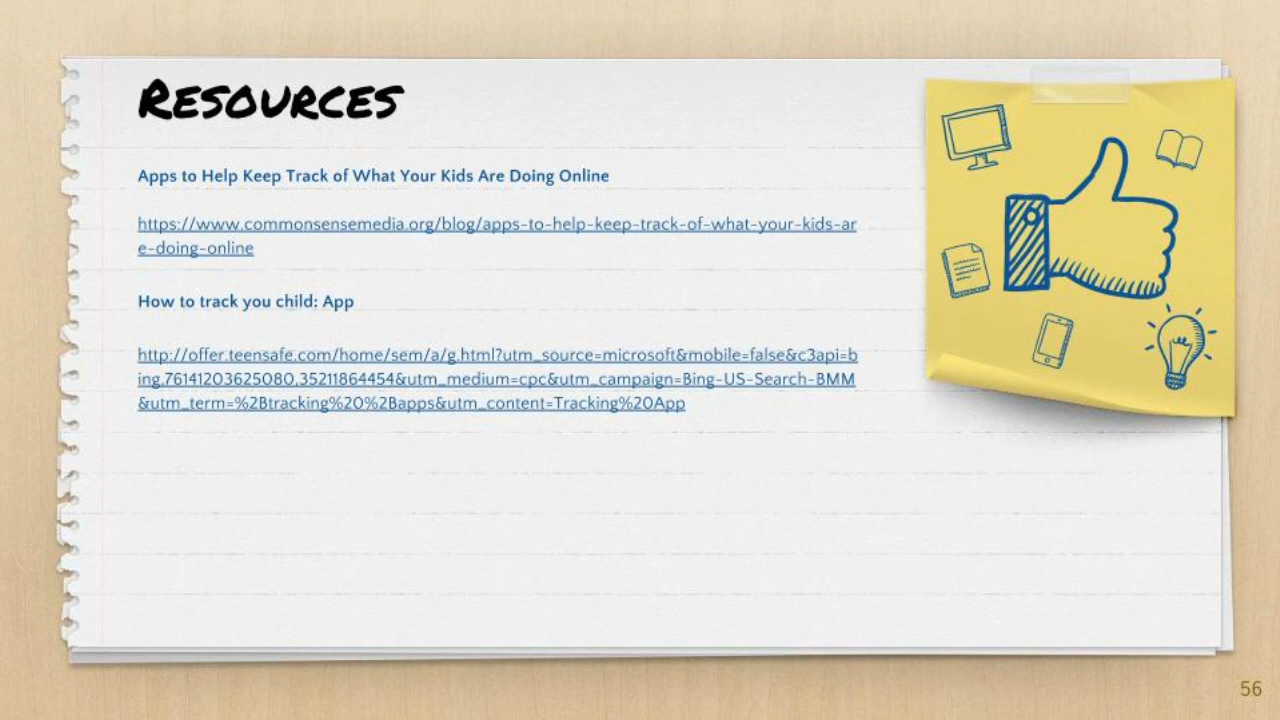 RESOURCES
Apps to Help Keep Track of What Your Kids Are Doing Online
https://www.commonsensemedia.org/blog/apps-to-help-keep-track-of-what-your-kids-ar
e-doing-online
How to track you child: App
http://offer.teensafe.com/home/sem/a/g.html?utm_source=microsoft&mobile=false&c3api=b
ing,76141203625080,35211864454&utm_medium=cpc&utm_campaign=Bing-US-Search-BMM
&utm_term=%2Btracking%20%2Bapps&utm_content=Tracking%20App
56